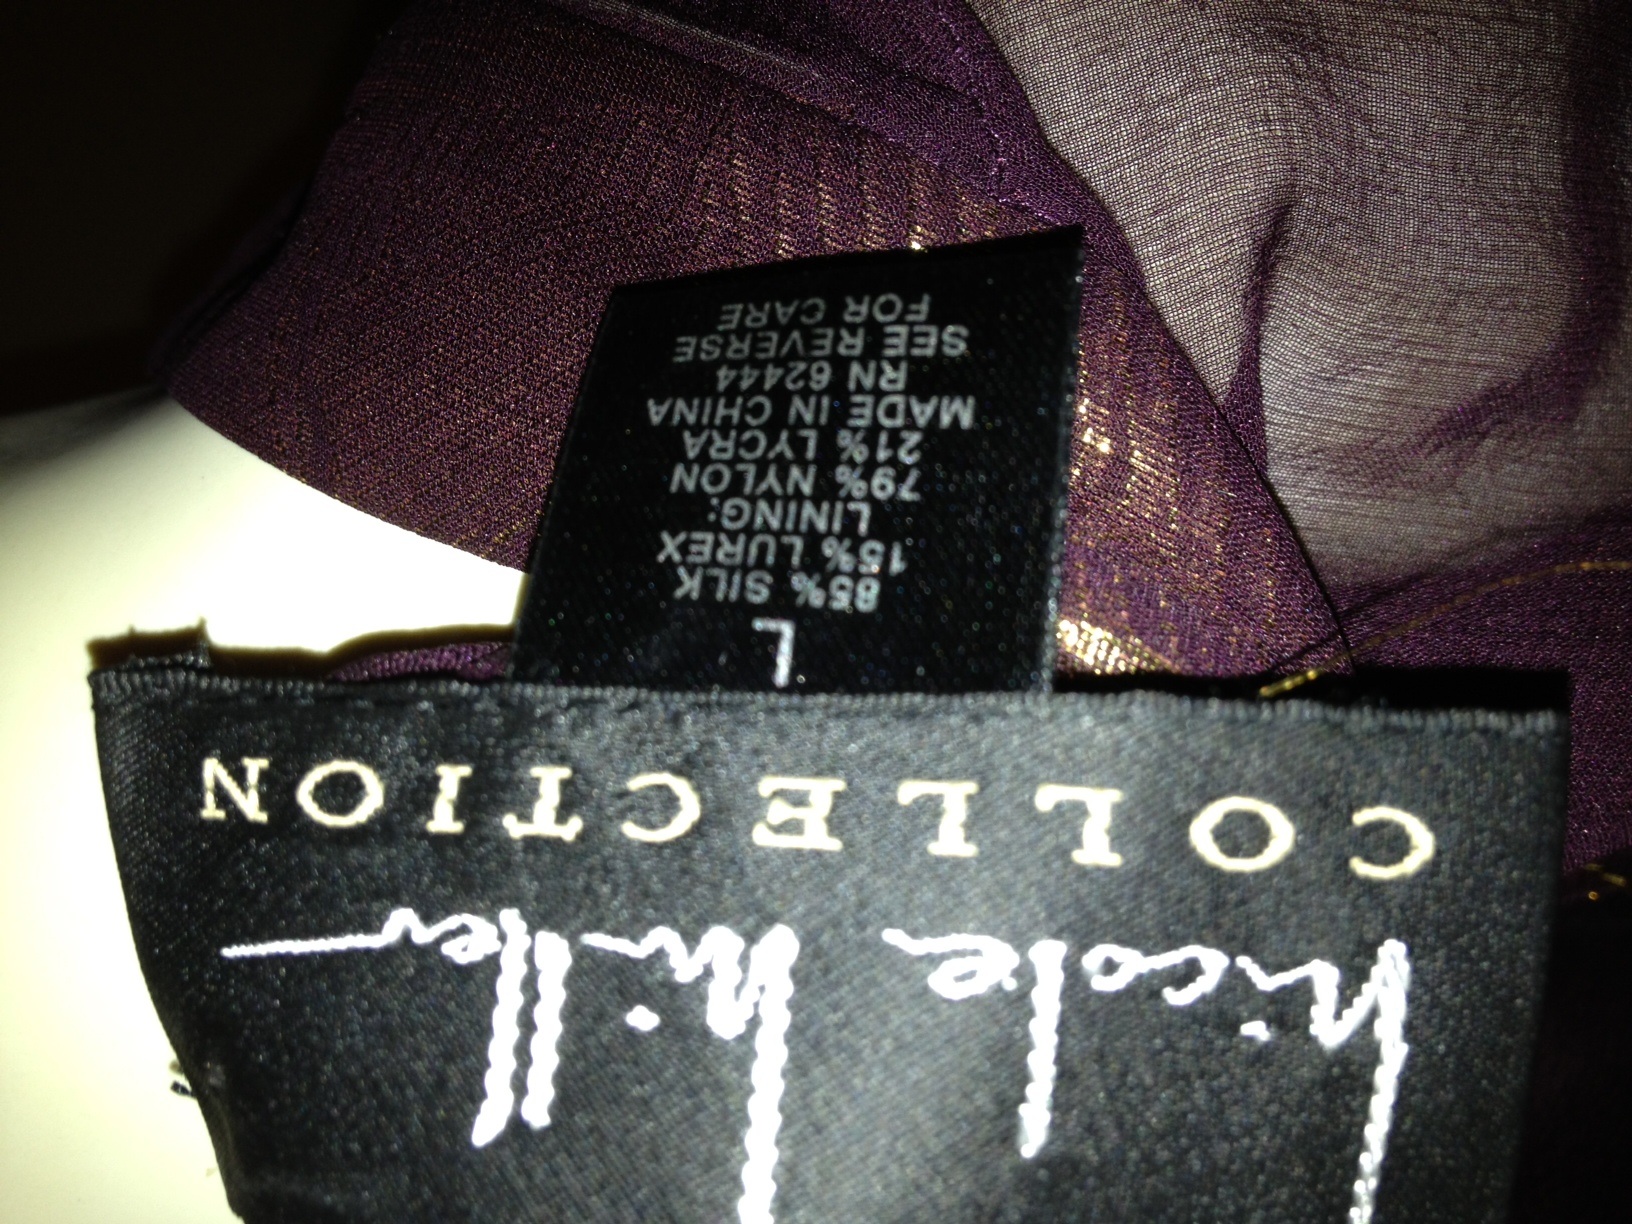 nicole miller
COLLECTION
L
85% SILK
15% LUREX
LINING:
79% NYLON
21% LYCRA
MADE IN CHINA
RN 62444
SEE REVERSE
FOR CARE